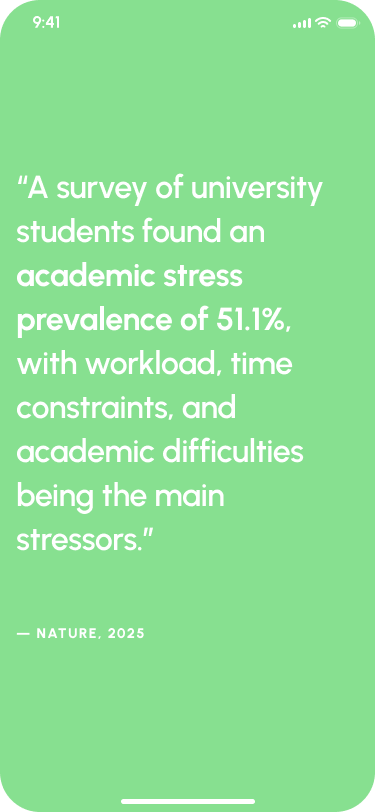 9:41
“A survey of university
students found an
academic stress
prevalence of 51.1%,
with workload, time
constraints, and
academic difficulties
being the main
stressors.”
— NATURE, 2025